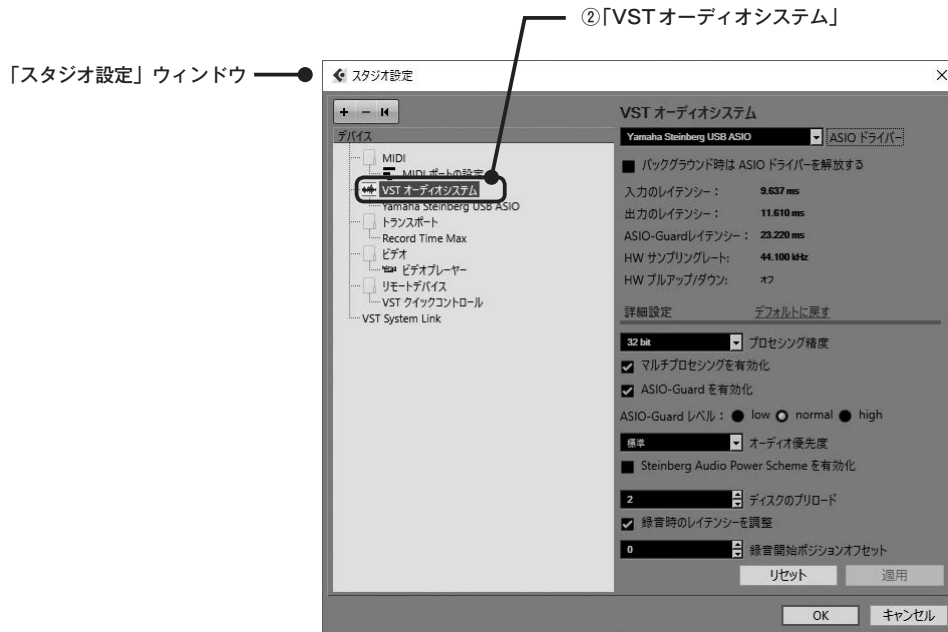 ②「VSTオーディオシステム」
「スタジオ設定」ウィンドウ
スタジオ設定
デバイス
MIDI
MIDI ポートの設定
VST オーディオシステム
Yamaha Steinberg USB ASIO
トランスポート
Record Time Max
ビデオ
ビデオプレーヤー
リモートデバイス
VST クイックコントロール
VST System Link
VST オーディオシステム
Yamaha Steinberg USB ASIO ASIO ドライバー
バックグラウンド時は ASIO ドライバーを解放する
入力のレイテンシー： 9.637 ms
出力のレイテンシー： 11.610 ms
ASIO-Guardレイテンシー： 23.220 ms
HW サンプリングレート: 44.100 kHz
HW プルアップ/ダウン: オフ
詳細設定 デフォルトに戻す
32 bit プロセシング精度
マルチプロセシングを有効化
ASIO-Guard を有効化
ASIO-Guard レベル： low normal high
標準 オーディオ優先度
Steinberg Audio Power Scheme を有効化
2 ディスクのプリロード
録音時のレイテンシーを調整
0 録音開始ポジションオフセット
リセット 適用
OK キャンセル